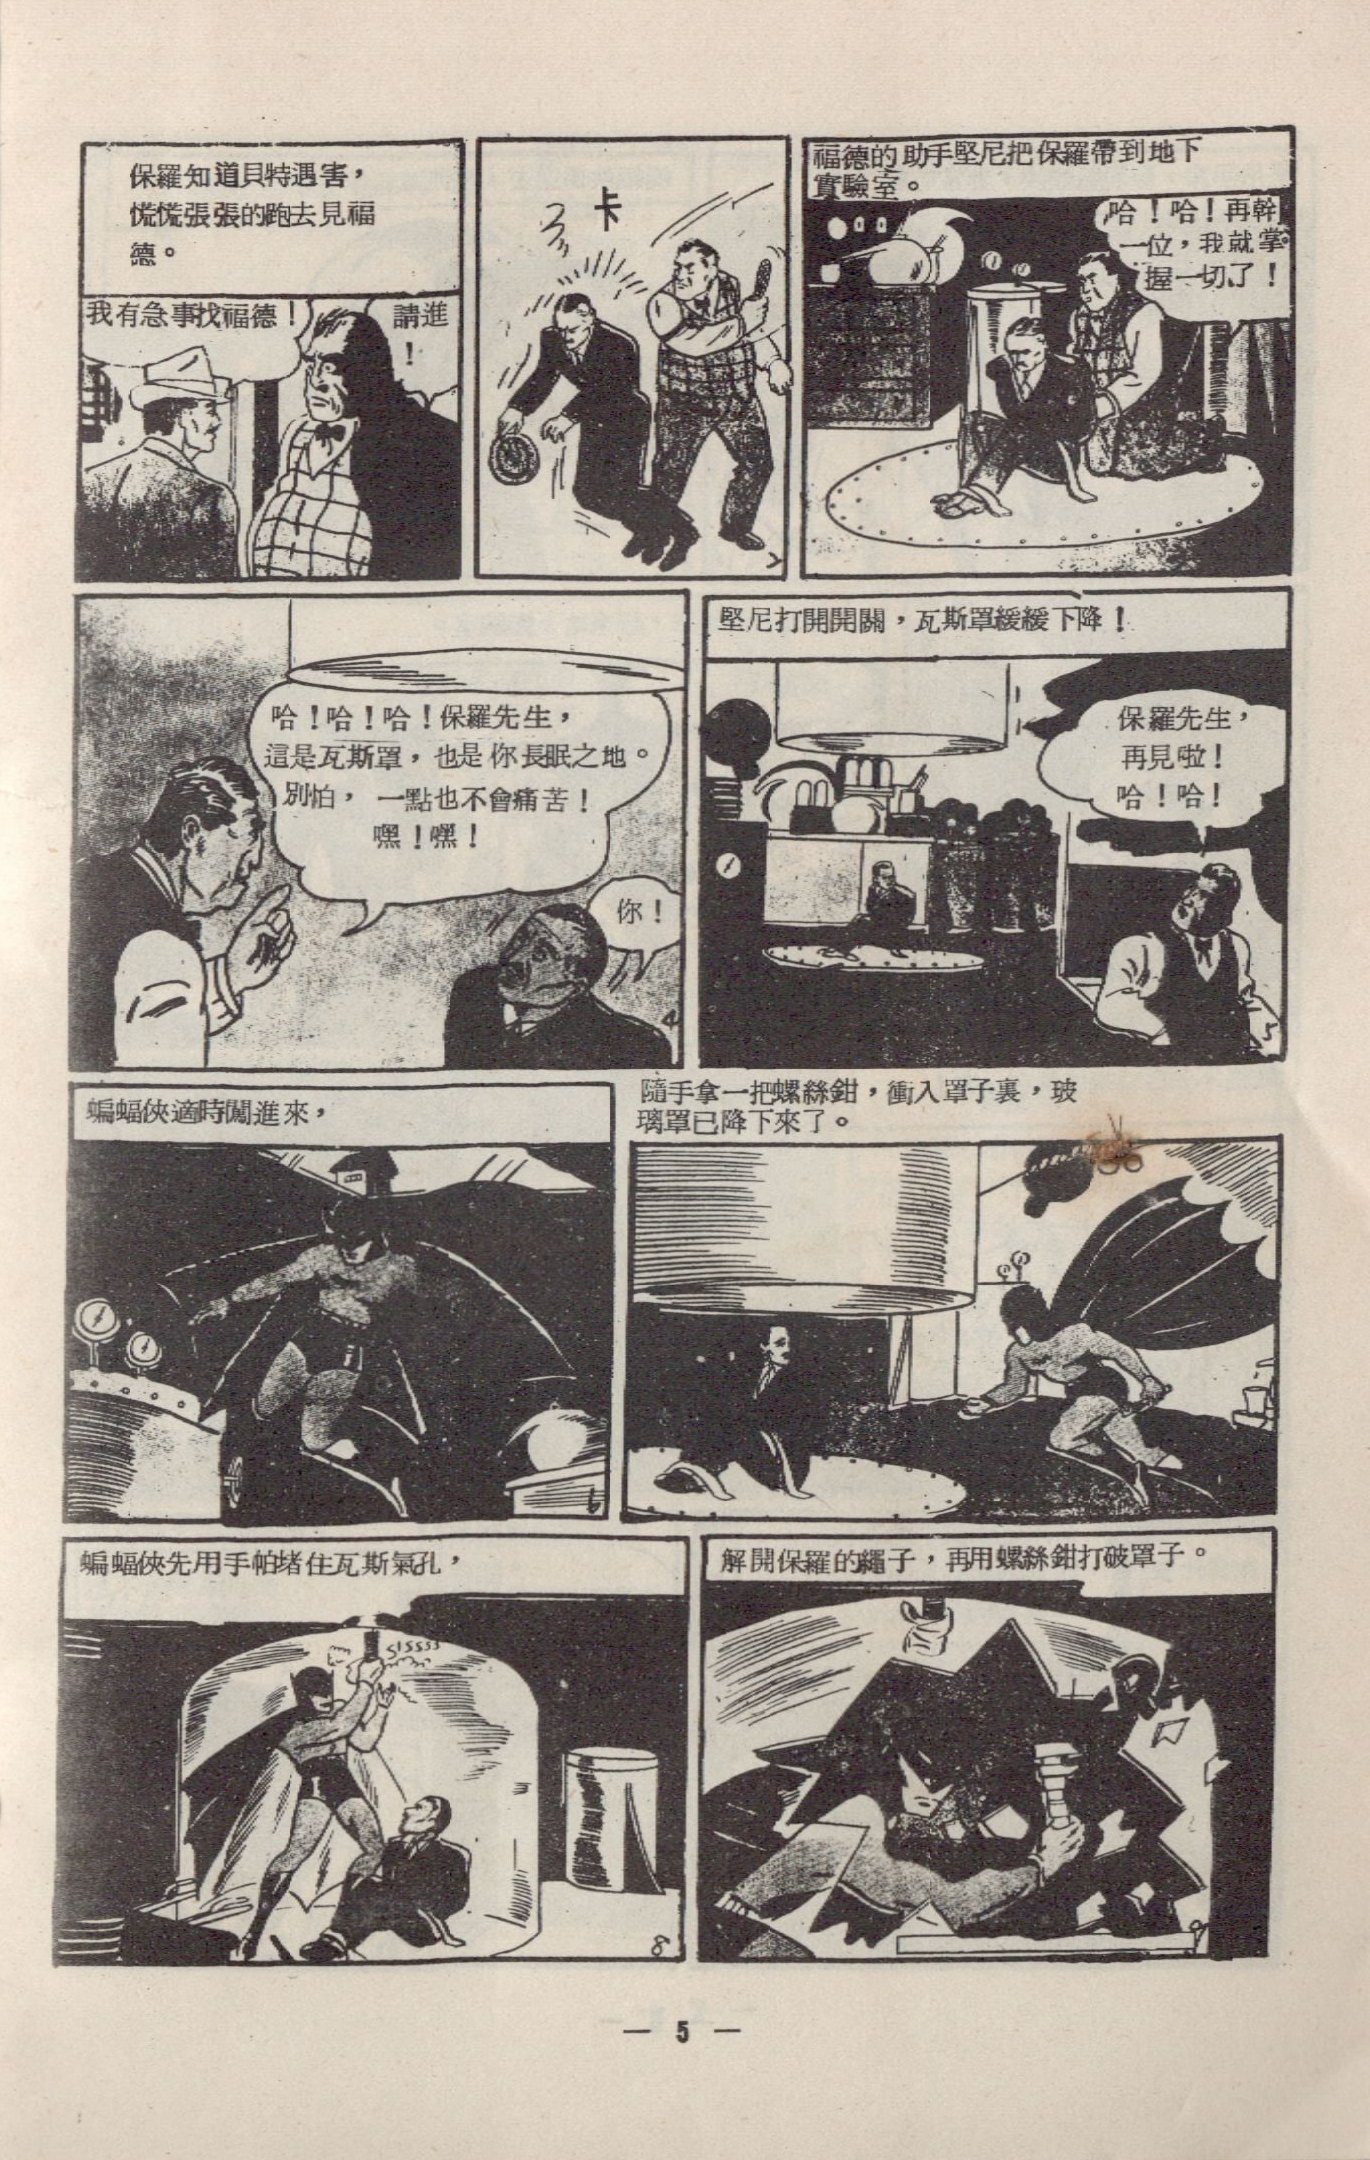 保羅知道貝特遇害，
慌慌張張的跑去見福
德。
我有急事找福德！
請進
！
卡
福德的助手堅尼把保羅帶到地下
實驗室。
哈！哈！再幹
一位，我就掌
握一切了！
哈！哈！哈！保羅先生，
這是瓦斯罩，也是你長眠之地。
別怕，一點也不會痛苦！
嘿！嘿！
你！
4
堅尼打開開關，瓦斯罩緩緩下降！
保羅先生，
再見啦！
哈！哈！
5
蝙蝠俠適時闖進來，
6
隨手拿一把螺絲鉗，衝入罩子裏，玻
璃罩已降下來了。
蝙蝠俠先用手帕堵住瓦斯氣孔，
SISSSS
8
解開保羅的繩子，再用螺絲鉗打破罩子。
9
— 5 —